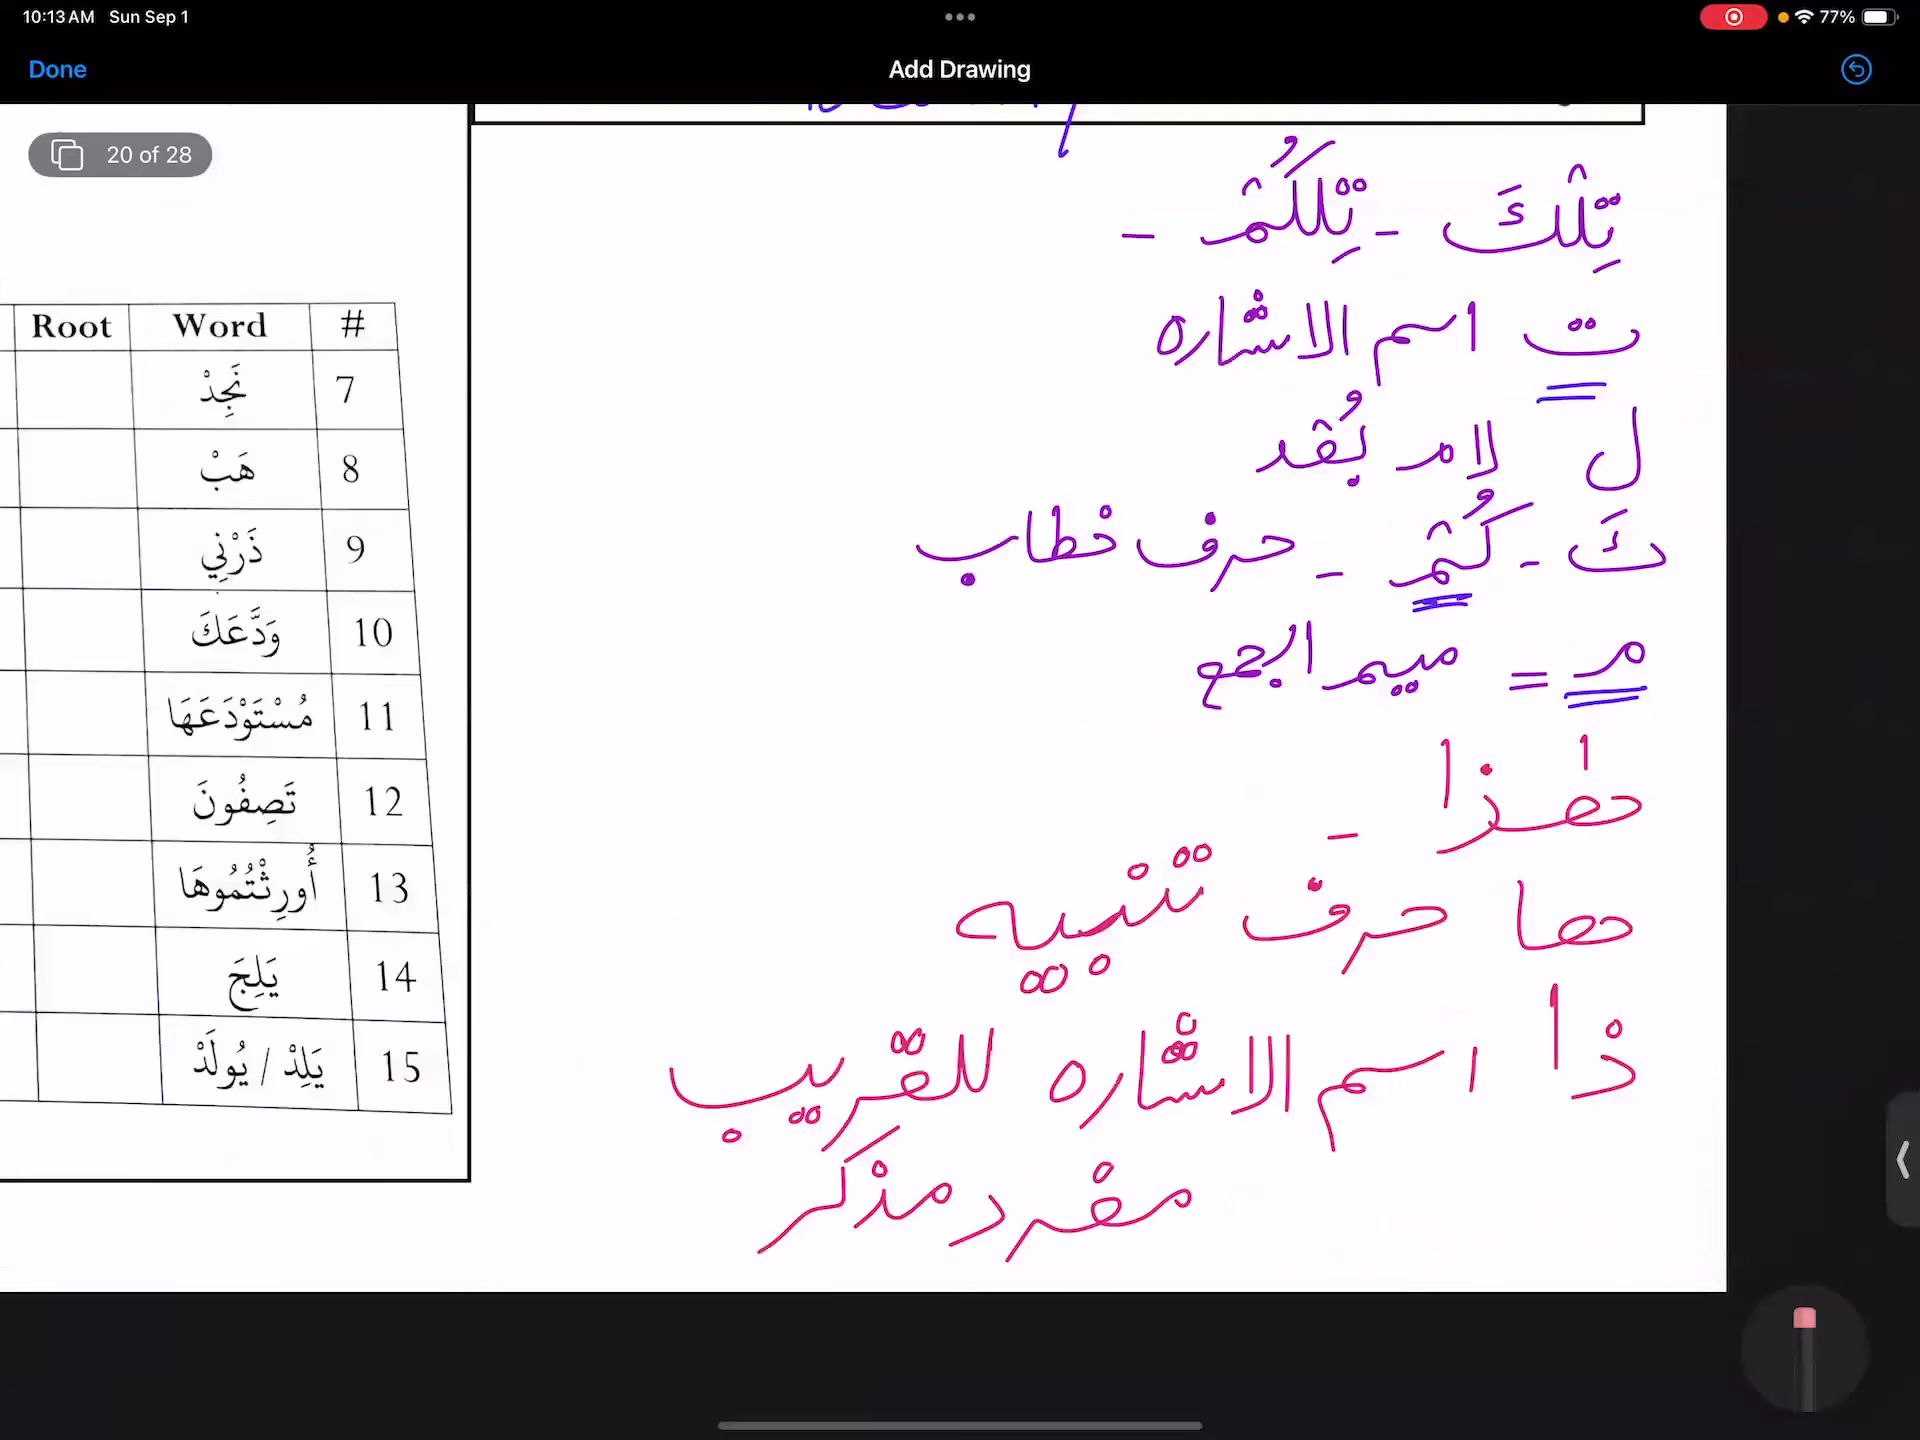 10:13 AM Sun Sep 1
77%
Done
Add Drawing
20 of 28
Root Word #
نَجِدْ 7
هَبْ 8
ذَرْنِي 9
وَدَّعَكَ 10
مُسْتَوْدَعَهَا 11
تَصِفُونَ 12
أُورِثْتُمُوهَا 13
يَلِجَ 14
يَلِدْ / يُولَدْ 15
تِلْكَ - تِلْكُمْ -
ت اسم الاشاره
ل لام بُعْد
كَ - كُمْ - حرف خطاب
م = ميم الجمع
هٰذا -
ها حرف تنبيه
ذا اسم الاشاره للقريب
مفرد مذكر